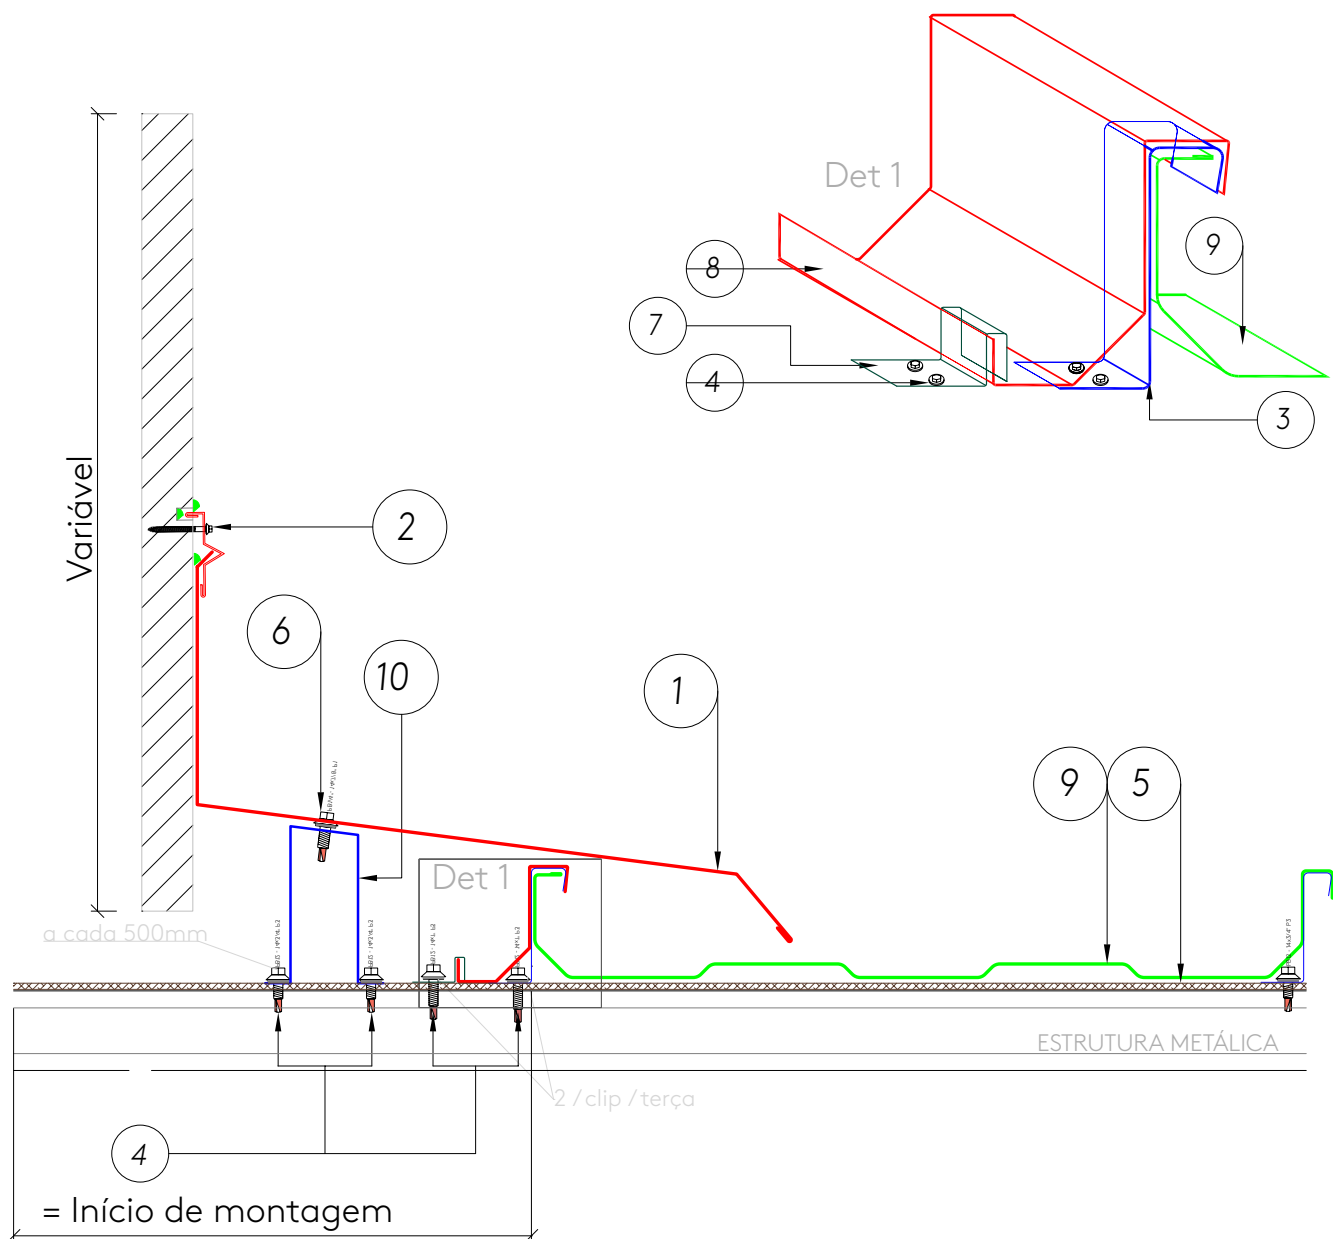 Det 1
9
8
7
4
3
Variável
2
6
10
1
9
5
Det 1
a cada 500mm
ESTRUTURA METÁLICA
2 / clip / terça
4
= Início de montagem